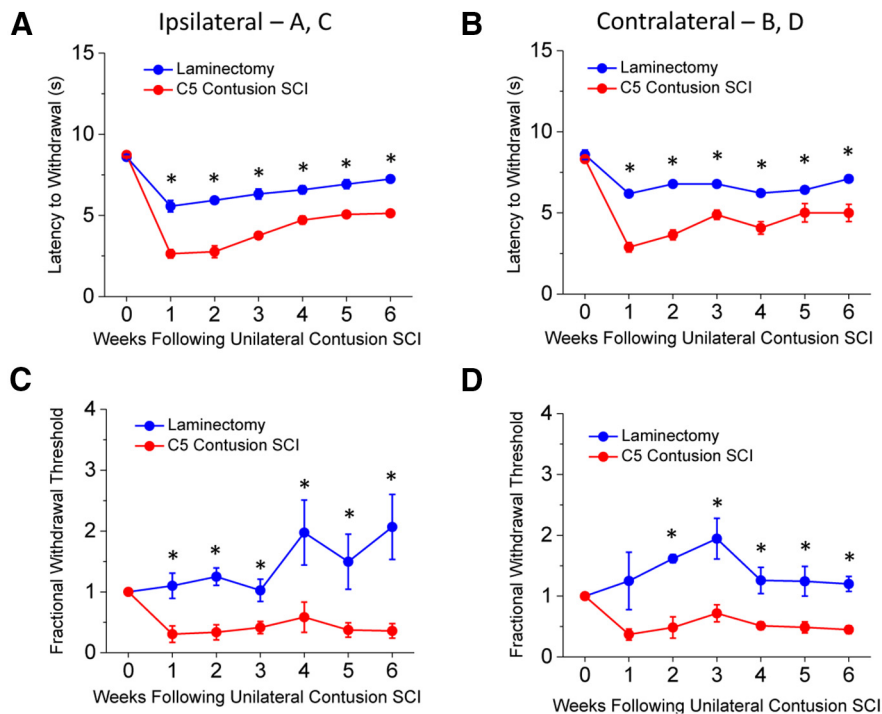 A
Ipsilateral – A, C
Latency to Withdrawal (s)
15
10
5
0
Laminectomy
C5 Contusion SCI
* * * * * *
0 1 2 3 4 5 6
Weeks Following Unilateral Contusion SCI
B
Contralateral – B, D
Latency to Withdrawal (s)
15
10
5
0
Laminectomy
C5 Contusion SCI
* * * * * *
0 1 2 3 4 5 6
Weeks Following Unilateral Contusion SCI
C
Fractional Withdrawal Threshold
4
3
2
1
0
Laminectomy
C5 Contusion SCI
* * * * * *
0 1 2 3 4 5 6
Weeks Following Unilateral Contusion SCI
D
Fractional Withdrawal Threshold
4
3
2
1
0
Laminectomy
C5 Contusion SCI
* * * * *
0 1 2 3 4 5 6
Weeks Following Unilateral Contusion SCI